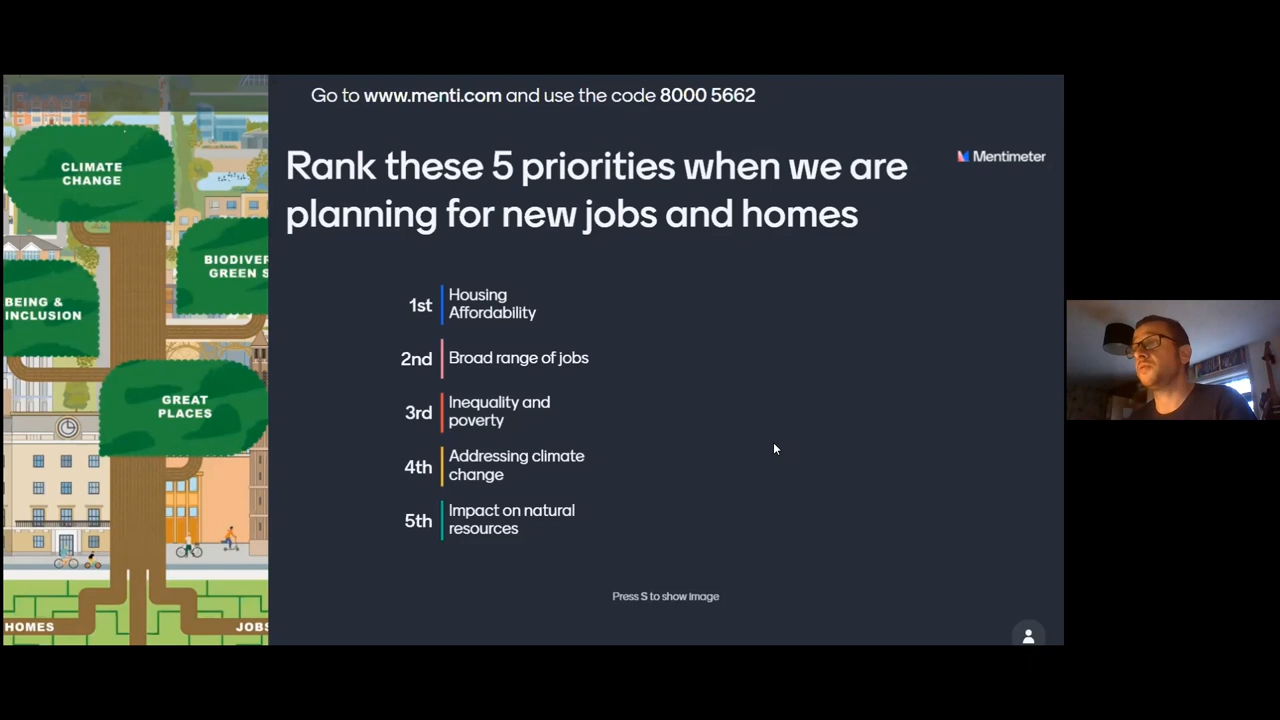 Go to www.menti.com and use the code 8000 5662
Mentimeter
Rank these 5 priorities when we are
planning for new jobs and homes
1st Housing
Affordability
2nd Broad range of jobs
3rd Inequality and
poverty
4th Addressing climate
change
5th Impact on natural
resources
Press S to show image
CLIMATE
CHANGE
BIODIVER
GREEN S
BEING &
INCLUSION
GREAT
PLACES
HOMES
JOBS